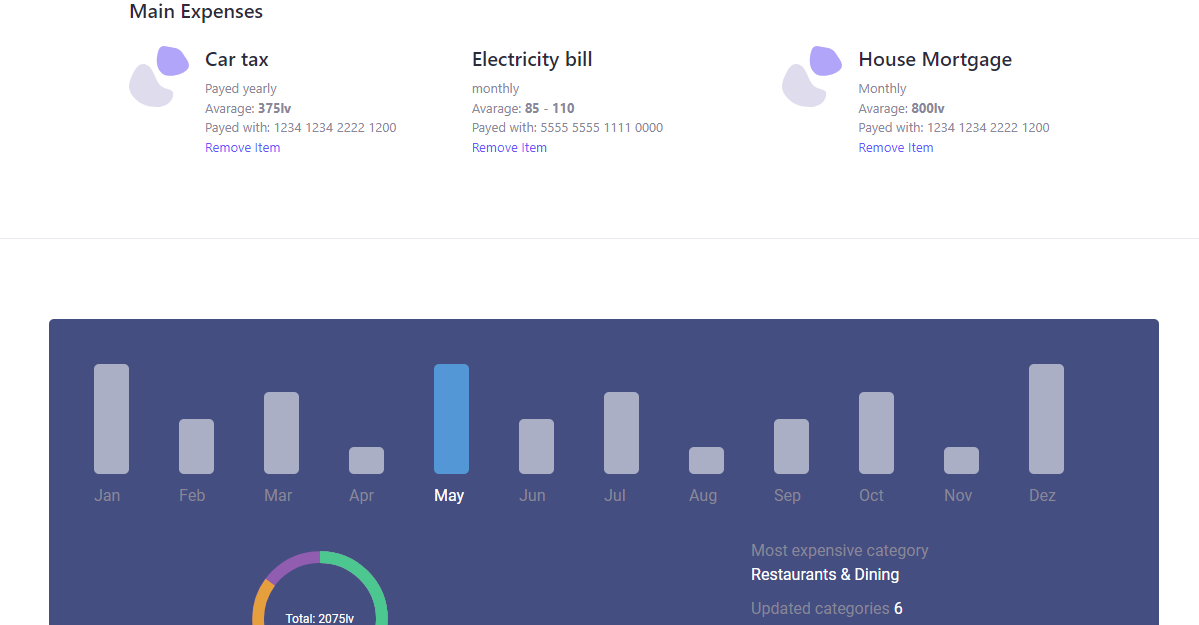 Main Expenses
Car tax
Payed yearly
Avarage: 375lv
Payed with: 1234 1234 2222 1200
Remove Item
Electricity bill
monthly
Avarage: 85 - 110
Payed with: 5555 5555 1111 0000
Remove Item
House Mortgage
Monthly
Avarage: 800lv
Payed with: 1234 1234 2222 1200
Remove Item
Jan Feb Mar Apr May Jun Jul Aug Sep Oct Nov Dez
Total: 2075lv
Most expensive category
Restaurants & Dining
Updated categories 6